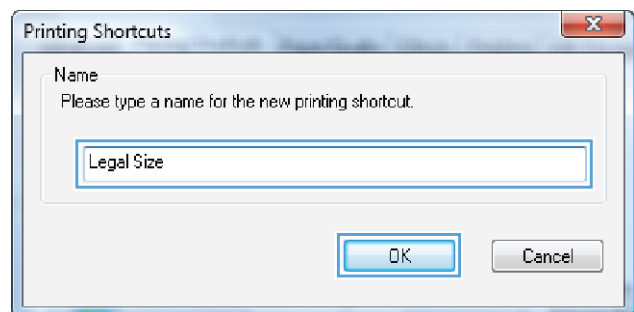 Printing Shortcuts
Name
Please type a name for the new printing shortcut.
Legal Size
OK
Cancel